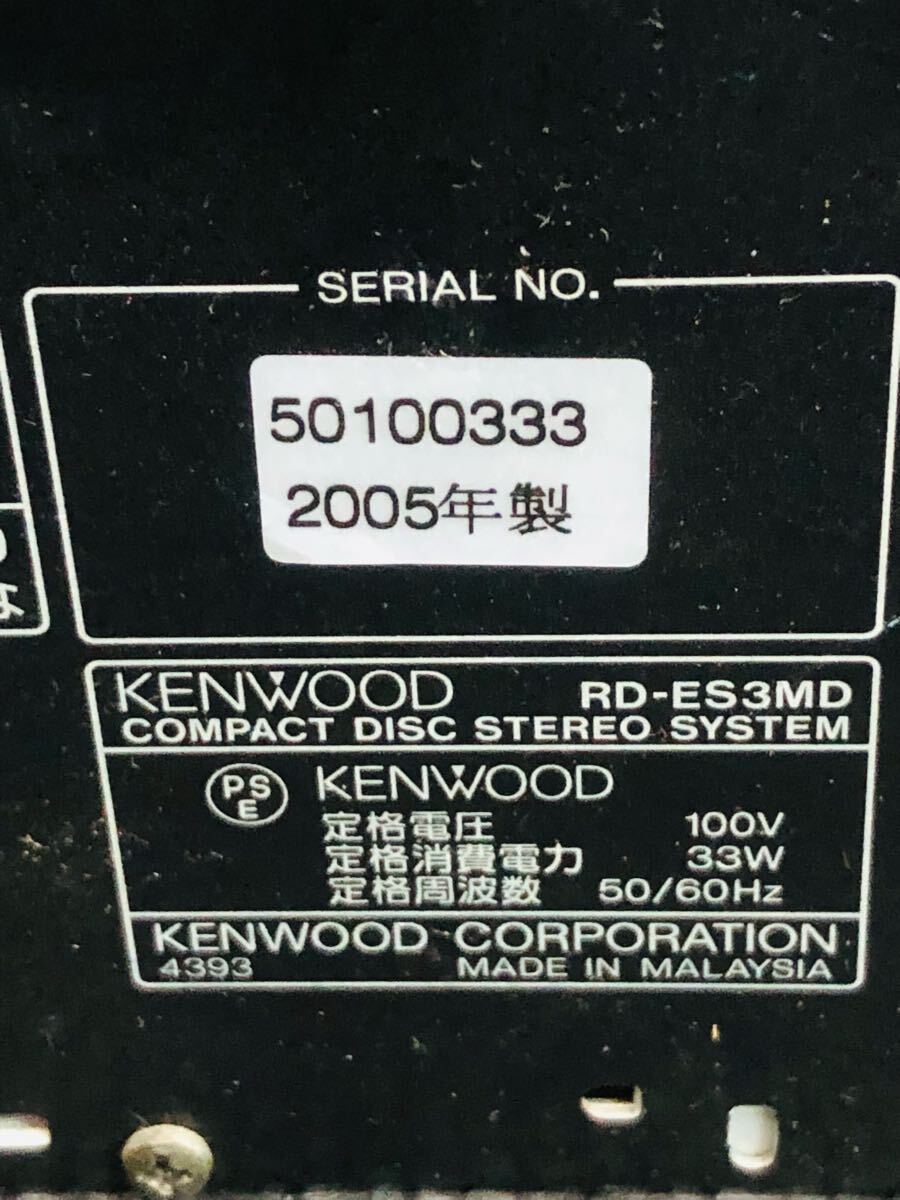 SERIAL NO.
50100333
2005年製
KENWOOD RD-ES3MD
COMPACT DISC STEREO SYSTEM
PSE KENWOOD
定格電圧 100V
定格消費電力 33W
定格周波数 50/60Hz
KENWOOD CORPORATION
4393 MADE IN MALAYSIA